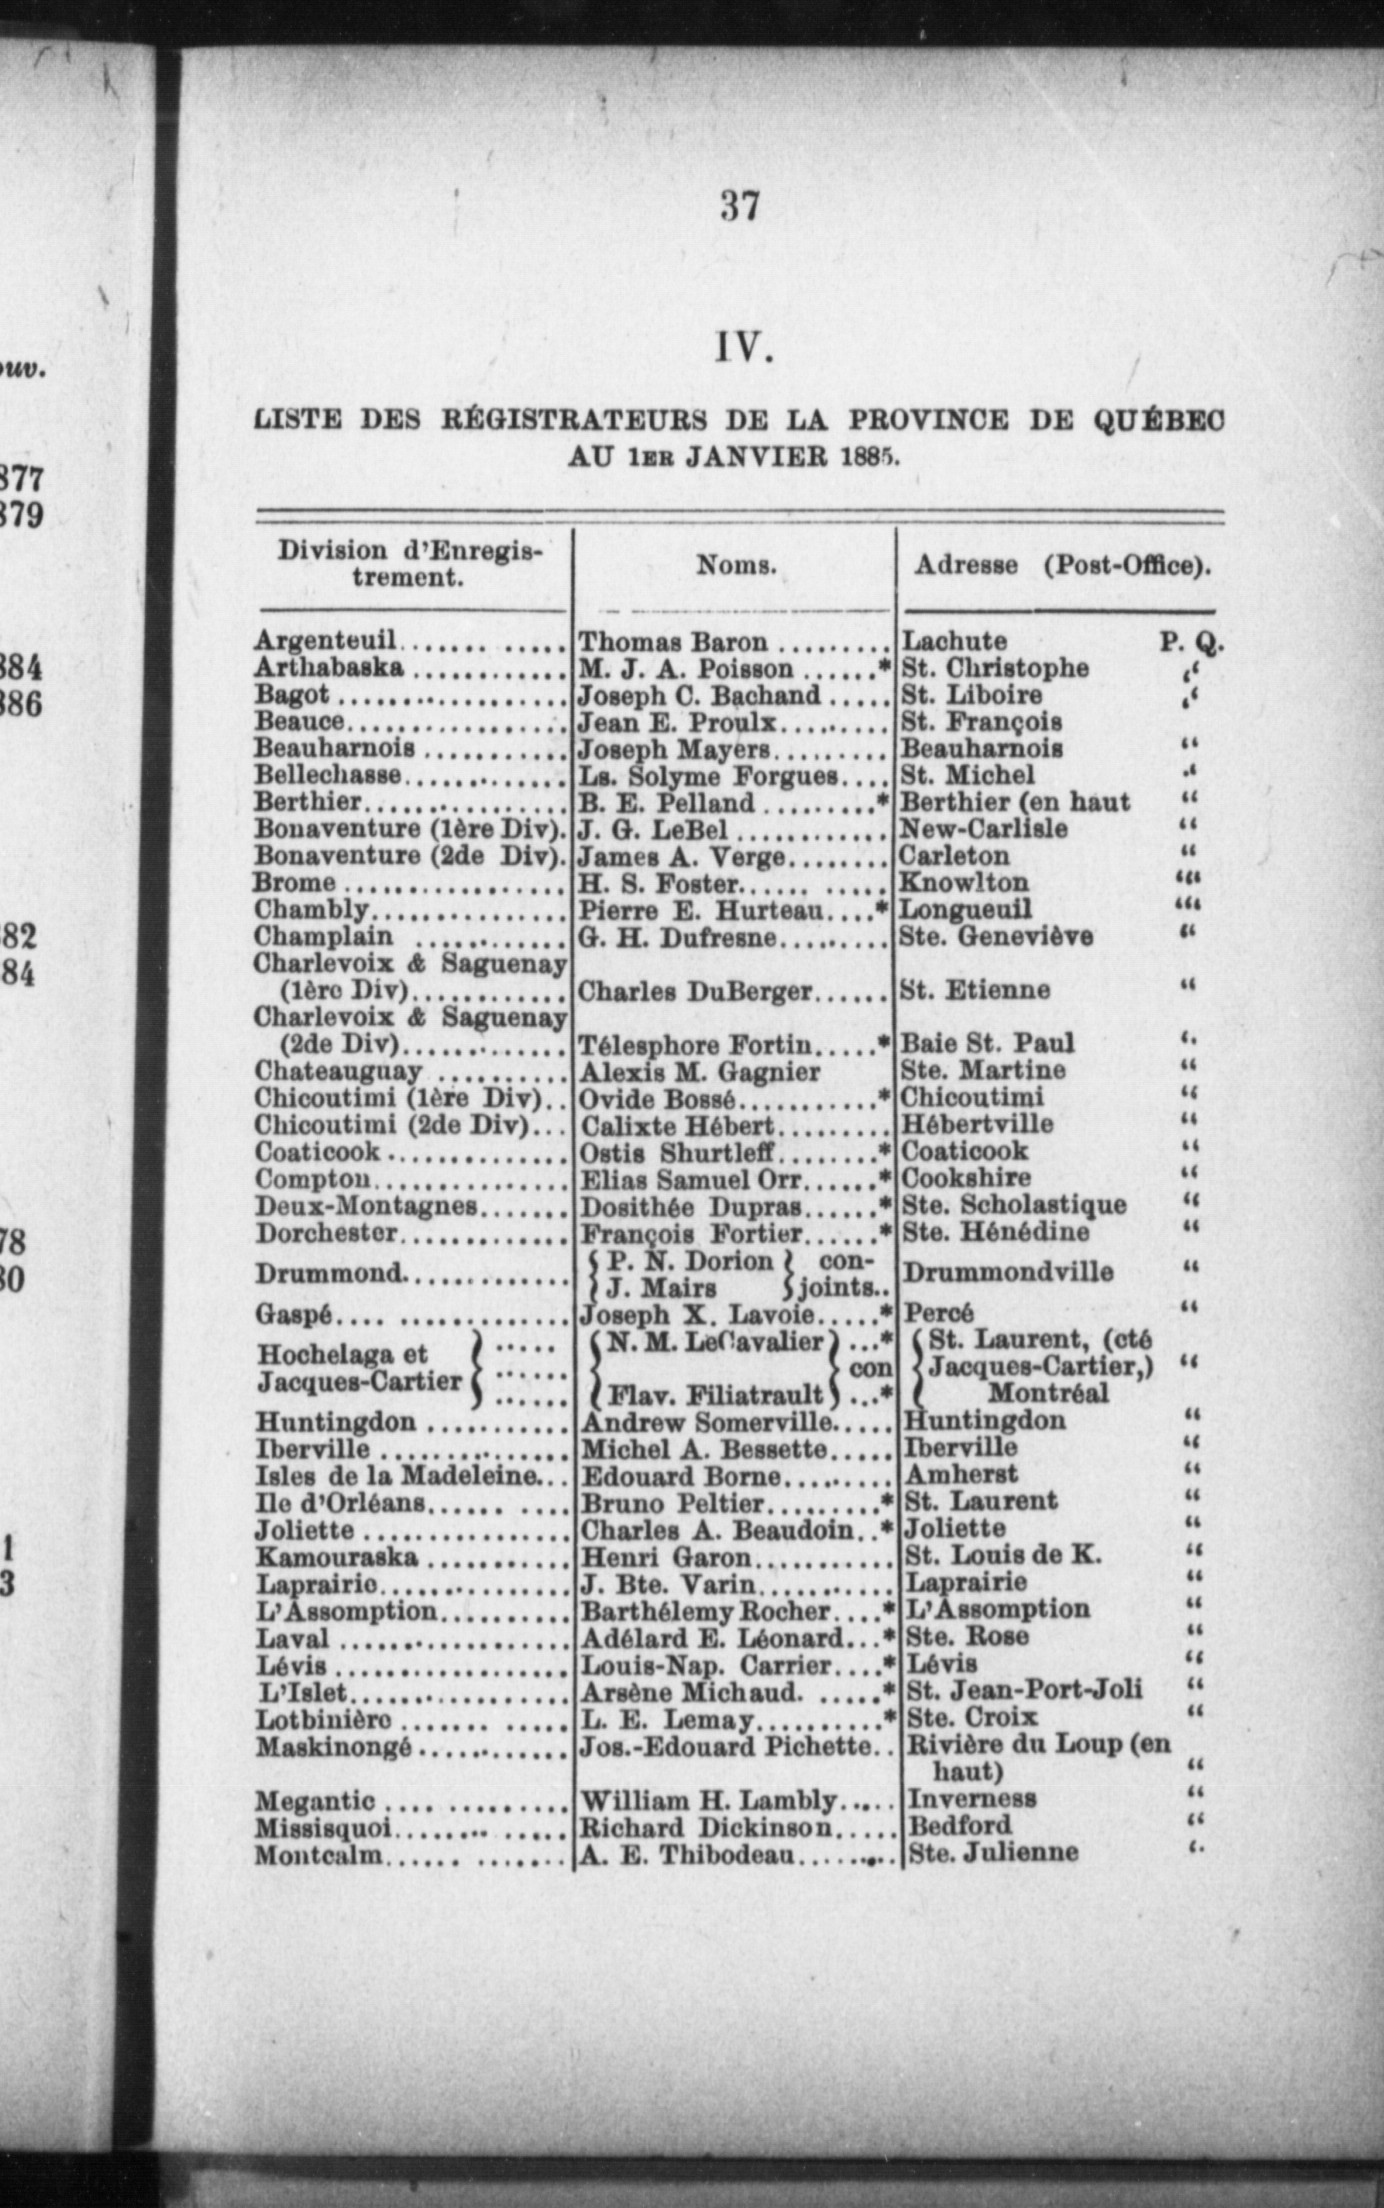 37
IV.
LISTE DES RÉGISTRATEURS DE LA PROVINCE DE QUÉBEC
AU 1ER JANVIER 1885.
Division d'Enregis-
trement.
Noms.
Adresse (Post-Office).
Argenteuil............ Thomas Baron ......... Lachute P. Q.
Arthabaska ............ M. J. A. Poisson ......* St. Christophe "
Bagot .................. Joseph C. Bachand ..... St. Liboire "
Beauce.................. Jean E. Proulx......... St. François
Beauharnois ............ Joseph Mayers......... Beauharnois "
Bellechasse............. Ls. Solyme Forgues.... St. Michel "
Berthier................ B. E. Pelland .........* Berthier (en haut "
Bonaventure (1ère Div). J. G. LeBel ............ New-Carlisle "
Bonaventure (2de Div). James A. Verge........ Carleton "
Brome .................. H. S. Foster...... ..... Knowlton "
Chambly................ Pierre E. Hurteau....* Longueuil "
Champlain ............ G. H. Dufresne......... Ste. Geneviève "
Charlevoix & Saguenay
(1ère Div)............ Charles DuBerger...... St. Etienne "
Charlevoix & Saguenay
(2de Div)............. Télesphore Fortin.....* Baie St. Paul "
Chateauguay .......... Alexis M. Gagnier Ste. Martine "
Chicoutimi (1ère Div).. Ovide Bossé...........* Chicoutimi "
Chicoutimi (2de Div)... Calixte Hébert......... Hébertville "
Coaticook .............. Ostis Shurtleff........* Coaticook "
Compton................ Elias Samuel Orr......* Cookshire "
Deux-Montagnes....... Dosithée Dupras......* Ste. Scholastique "
Dorchester............. François Fortier......* Ste. Hénédine "
Drummond............. { P. N. Dorion } con-
} J. Mairs } joints.. Drummondville "
Gaspé.... .............. Joseph X. Lavoie.....* Percé "
Hochelaga et } ..... { N. M. LeCavalier } ...* { St. Laurent, (cté
con { Jacques-Cartier,) "
Jacques-Cartier } ...... { Flav. Filiatrault } ...* { Montréal
Huntingdon ........... Andrew Somerville..... Huntingdon "
Iberville ............... Michel A. Bessette..... Iberville "
Isles de la Madeleine... Edouard Borne......... Amherst "
Ile d'Orléans...... .... Bruno Peltier.........* St. Laurent "
Joliette ................ Charles A. Beaudoin..* Joliette "
Kamouraska ........... Henri Garon........... St. Louis de K. "
Laprairie............... J. Bte. Varin........... Laprairie "
L'Assomption.......... Barthélemy Rocher....* L'Assomption "
Laval .................. Adélard E. Léonard...* Ste. Rose "
Lévis .................. Louis-Nap. Carrier....* Lévis "
L'Islet................. Arsène Michaud. .....* St. Jean-Port-Joli "
Lotbinière ....... ..... L. E. Lemay..........* Ste. Croix "
Maskinongé ............ Jos.-Edouard Pichette.. Rivière du Loup (en
haut) "
Megantic .... .......... William H. Lambly..... Inverness "
Missisquoi........ ..... Richard Dickinson..... Bedford "
Montcalm...... ....... A. E. Thibodeau........ Ste. Julienne "